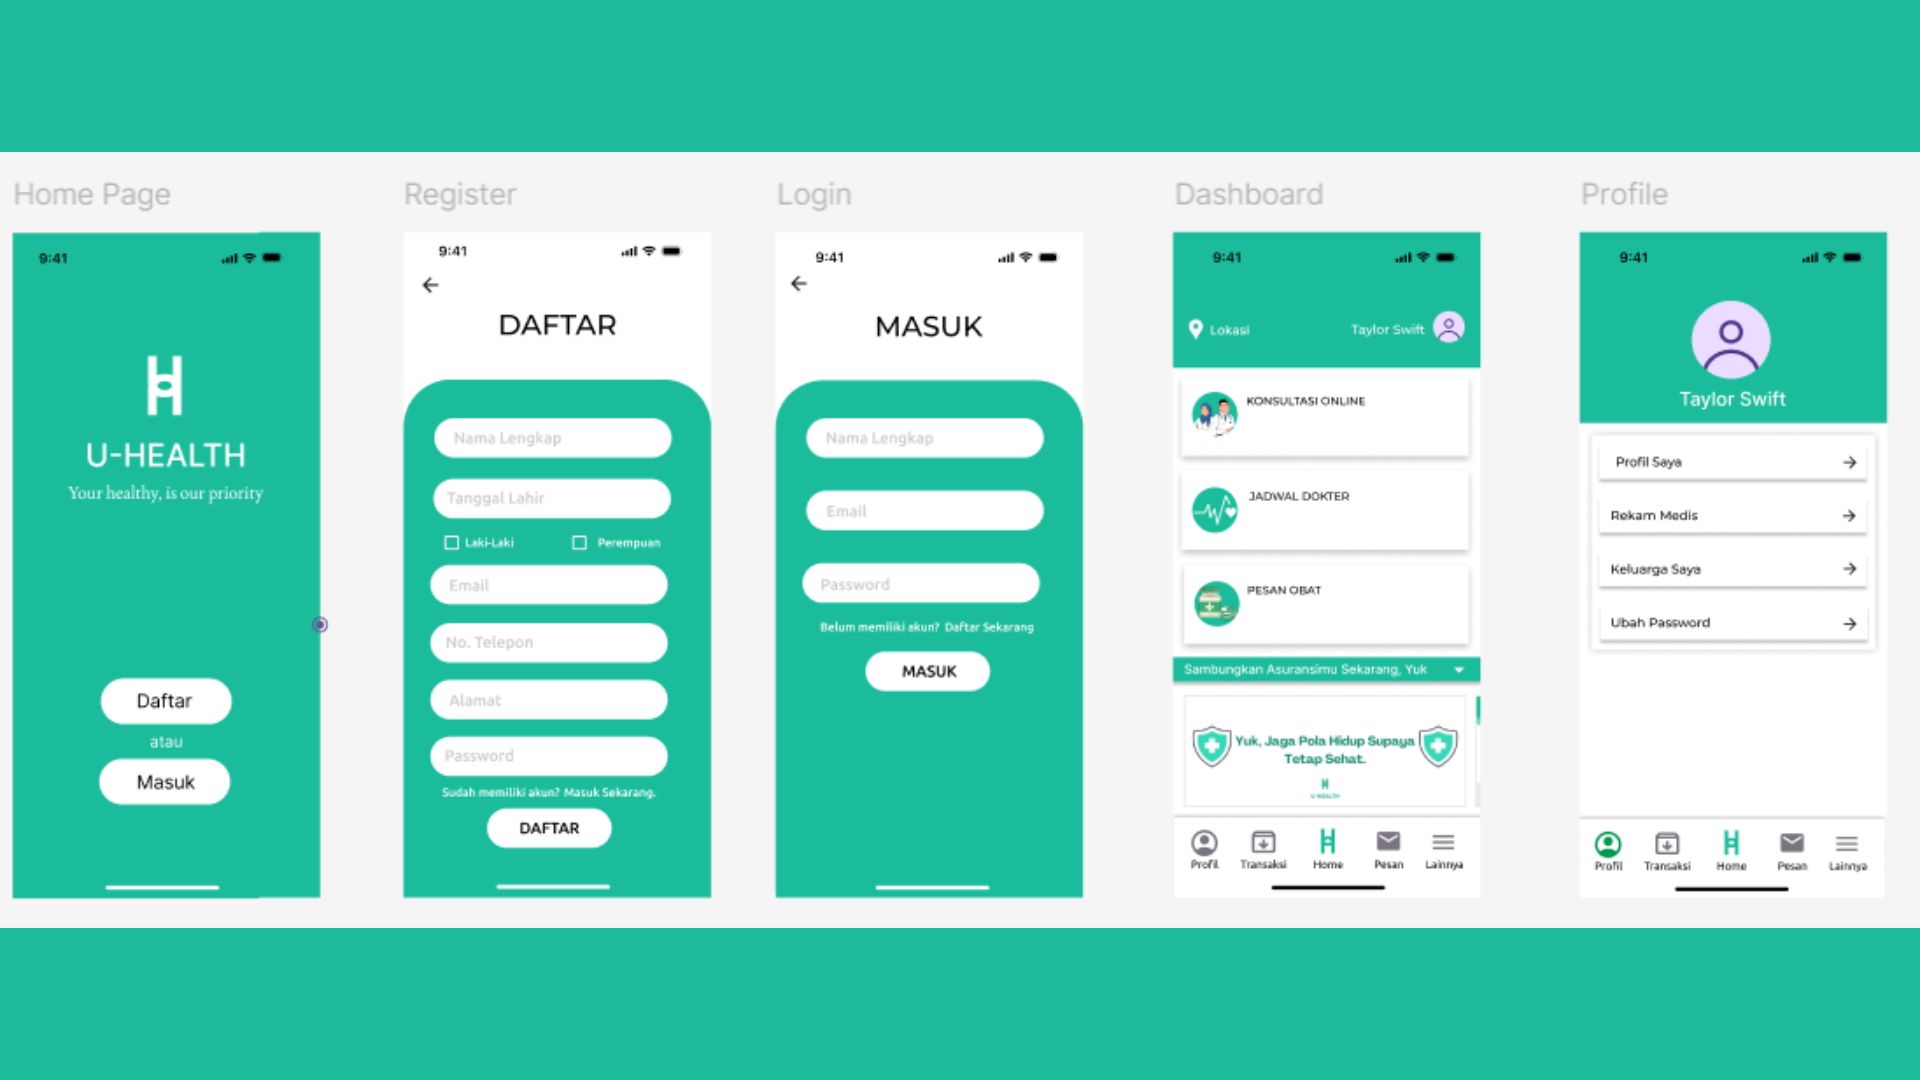 Home Page
9:41
U-HEALTH
Your healthy, is our priority
Daftar
atau
Masuk
Register
9:41
DAFTAR
Nama Lengkap
Tanggal Lahir
Laki-Laki Perempuan
Email
No. Telepon
Alamat
Password
Sudah memiliki akun? Masuk Sekarang.
DAFTAR
Login
9:41
MASUK
Nama Lengkap
Email
Password
Belum memiliki akun? Daftar Sekarang
MASUK
Dashboard
9:41
Lokasi Taylor Swift
KONSULTASI ONLINE
JADWAL DOKTER
PESAN OBAT
Sambungkan Asuransimu Sekarang, Yuk
Yuk, Jaga Pola Hidup Supaya
Tetap Sehat.
U-HEALTH
Profil Transaksi Home Pesan Lainnya
Profile
9:41
Taylor Swift
Profil Saya
Rekam Medis
Keluarga Saya
Ubah Password
Profil Transaksi Home Pesan Lainnya